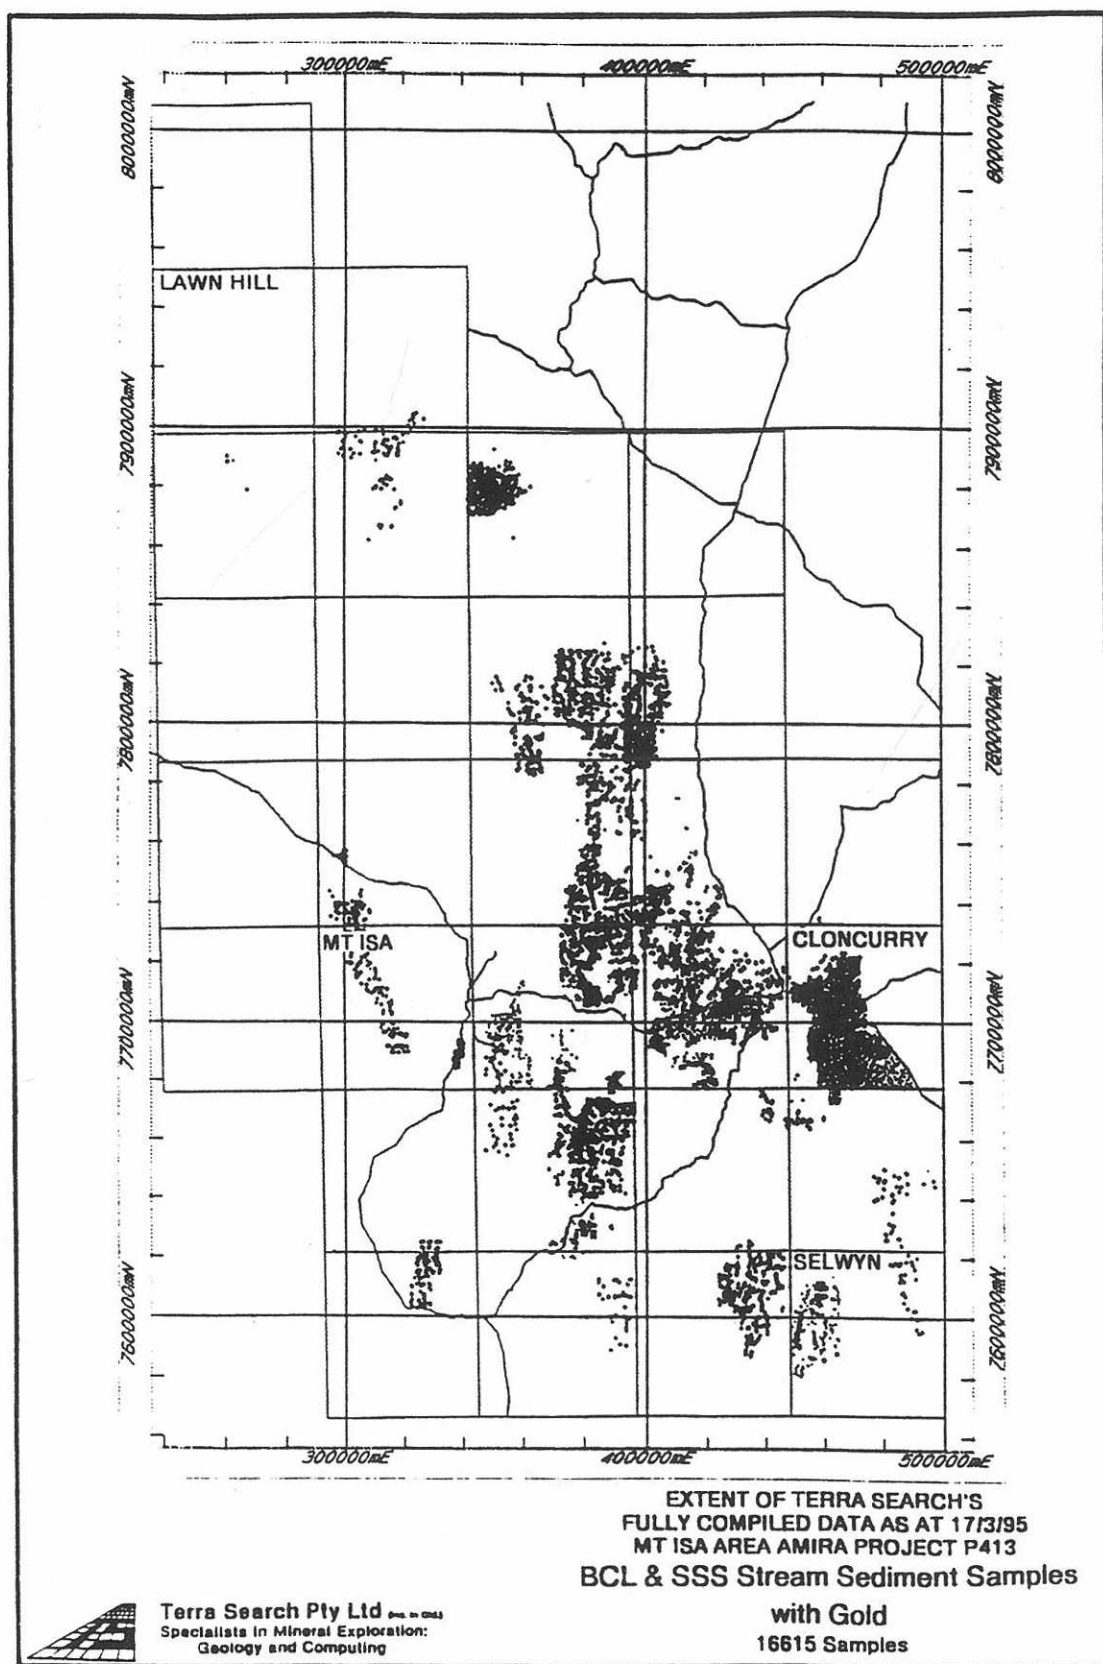 300000mE 400000mE 500000mE
8000000mN 8000000mN
LAWN HILL
7900000mN 7900000mN
7800000mN 7800000mN
MT ISA
CLONCURRY
7700000mN 7700000mN
SELWYN
7600000mN 7600000mN
300000mE 400000mE 500000mE
EXTENT OF TERRA SEARCH'S
FULLY COMPILED DATA AS AT 17/3/95
MT ISA AREA AMIRA PROJECT P413
BCL & SSS Stream Sediment Samples
with Gold
16615 Samples
Terra Search Pty Ltd
Specialists in Mineral Exploration:
Geology and Computing